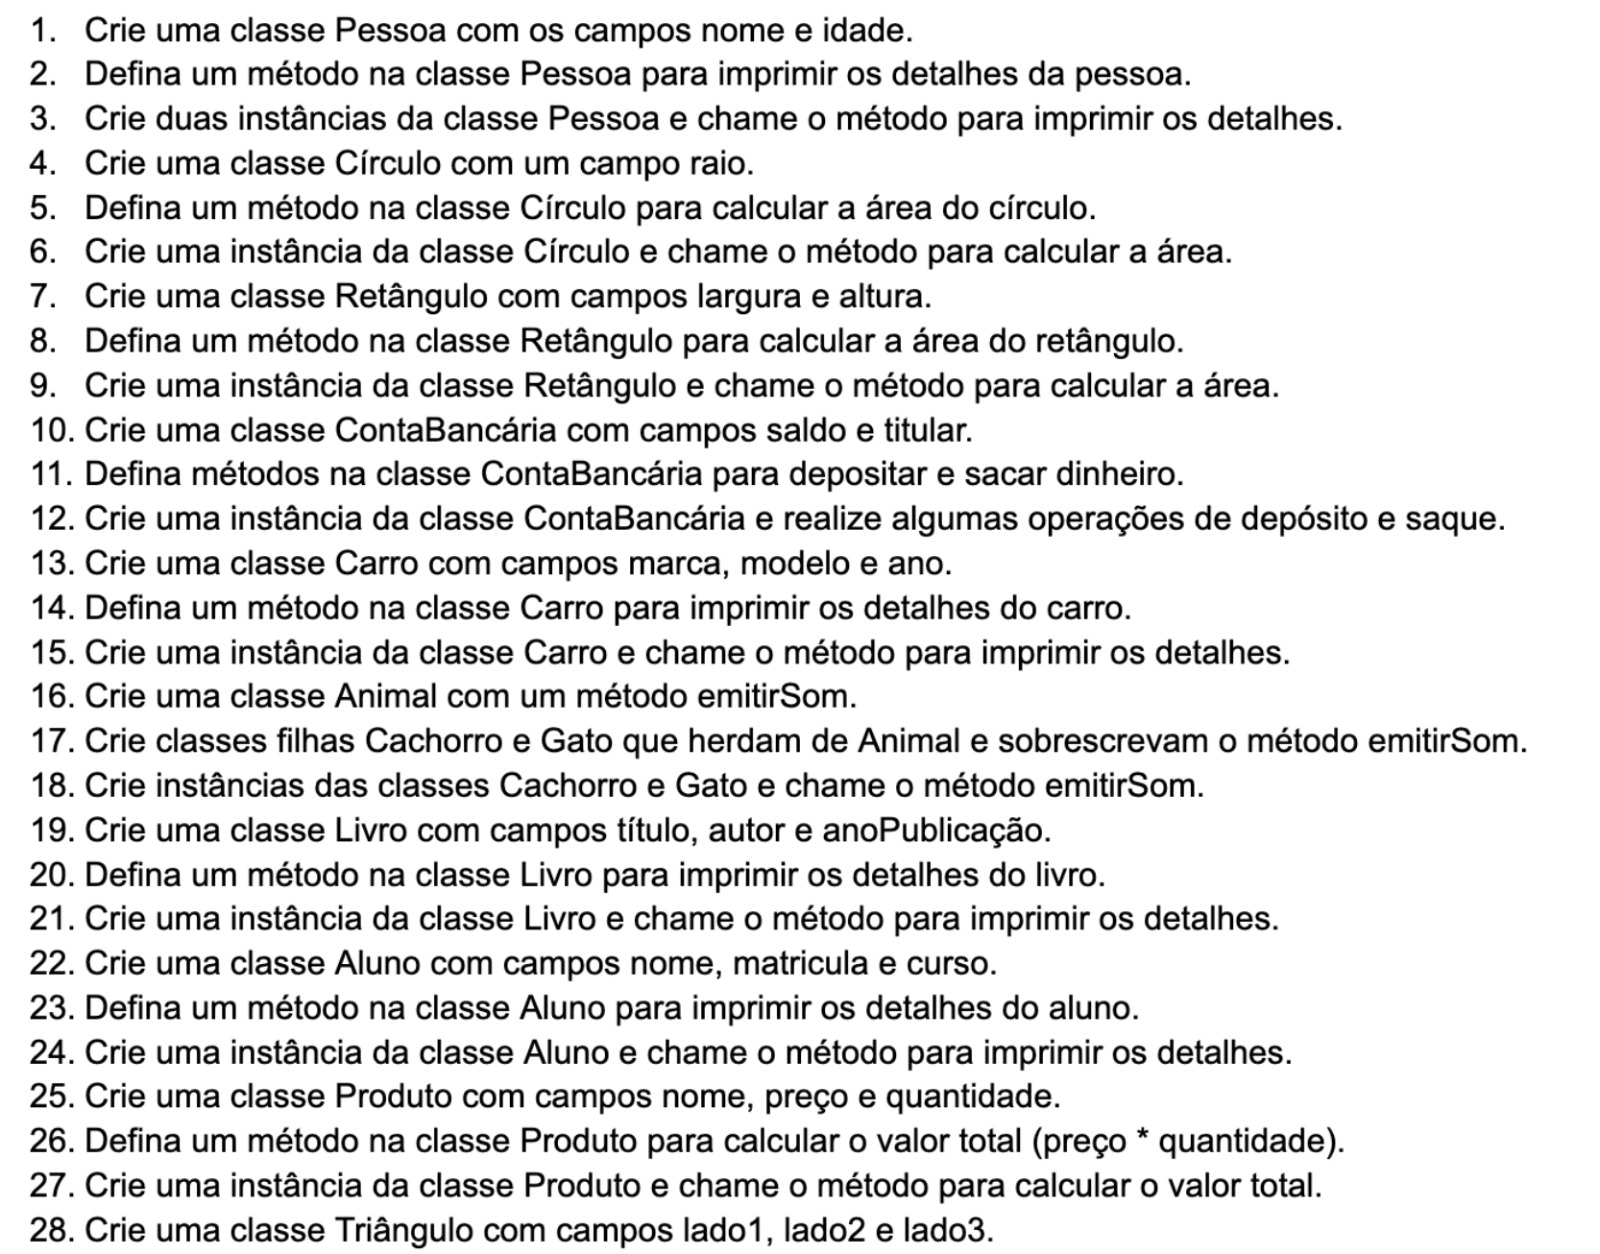 1. Crie uma classe Pessoa com os campos nome e idade.
2. Defina um método na classe Pessoa para imprimir os detalhes da pessoa.
3. Crie duas instâncias da classe Pessoa e chame o método para imprimir os detalhes.
4. Crie uma classe Círculo com um campo raio.
5. Defina um método na classe Círculo para calcular a área do círculo.
6. Crie uma instância da classe Círculo e chame o método para calcular a área.
7. Crie uma classe Retângulo com campos largura e altura.
8. Defina um método na classe Retângulo para calcular a área do retângulo.
9. Crie uma instância da classe Retângulo e chame o método para calcular a área.
10. Crie uma classe ContaBancária com campos saldo e titular.
11. Defina métodos na classe ContaBancária para depositar e sacar dinheiro.
12. Crie uma instância da classe ContaBancária e realize algumas operações de depósito e saque.
13. Crie uma classe Carro com campos marca, modelo e ano.
14. Defina um método na classe Carro para imprimir os detalhes do carro.
15. Crie uma instância da classe Carro e chame o método para imprimir os detalhes.
16. Crie uma classe Animal com um método emitirSom.
17. Crie classes filhas Cachorro e Gato que herdam de Animal e sobrescrevam o método emitirSom.
18. Crie instâncias das classes Cachorro e Gato e chame o método emitirSom.
19. Crie uma classe Livro com campos título, autor e anoPublicação.
20. Defina um método na classe Livro para imprimir os detalhes do livro.
21. Crie uma instância da classe Livro e chame o método para imprimir os detalhes.
22. Crie uma classe Aluno com campos nome, matricula e curso.
23. Defina um método na classe Aluno para imprimir os detalhes do aluno.
24. Crie uma instância da classe Aluno e chame o método para imprimir os detalhes.
25. Crie uma classe Produto com campos nome, preço e quantidade.
26. Defina um método na classe Produto para calcular o valor total (preço * quantidade).
27. Crie uma instância da classe Produto e chame o método para calcular o valor total.
28. Crie uma classe Triângulo com campos lado1, lado2 e lado3.